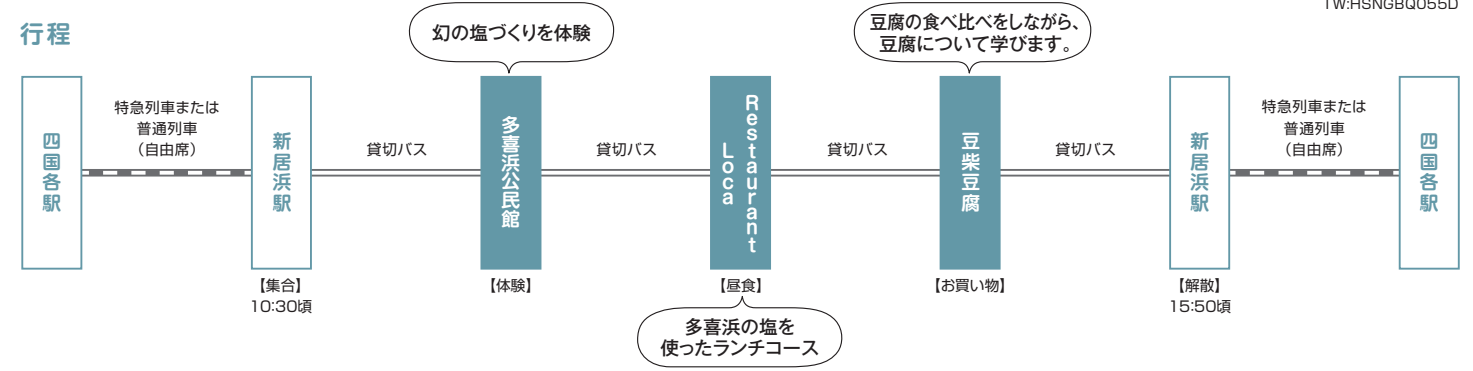 TW:HSNGBQ055D
行程
幻の塩づくりを体験
豆腐の食べ比べをしながら、
豆腐について学びます。
四国各駅
特急列車または
普通列車
（自由席）
新居浜駅
貸切バス
多喜浜公民館
貸切バス
Restaurant
Loca
貸切バス
豆柴豆腐
貸切バス
新居浜駅
特急列車または
普通列車
（自由席）
四国各駅
【集合】
10:30頃
【体験】
【昼食】
【お買い物】
【解散】
15:50頃
多喜浜の塩を
使ったランチコース